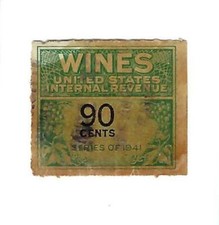 WINES
UNITED STATES
INTERNAL REVENUE
90
CENTS
SERIES OF 1941